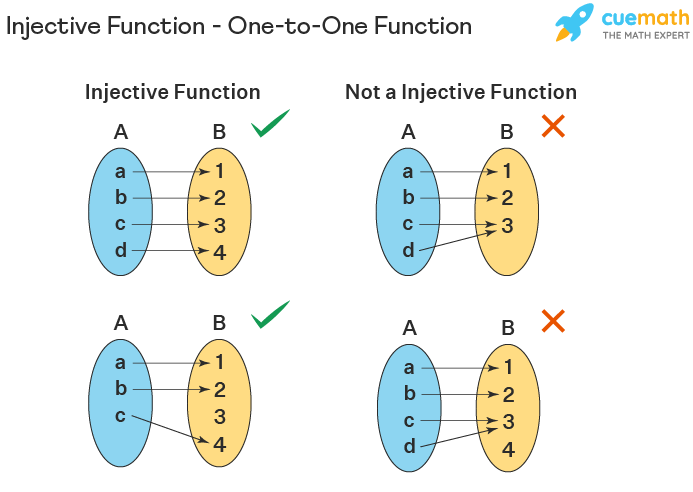 Injective Function - One-to-One Function
cuemath
THE MATH EXPERT
Injective Function
A B
a 1
b 2
c 3
d 4
Not a Injective Function
A B
a 1
b 2
c 3
d
A B
a 1
b 2
c 3
4
A B
a 1
b 2
c 3
d 4